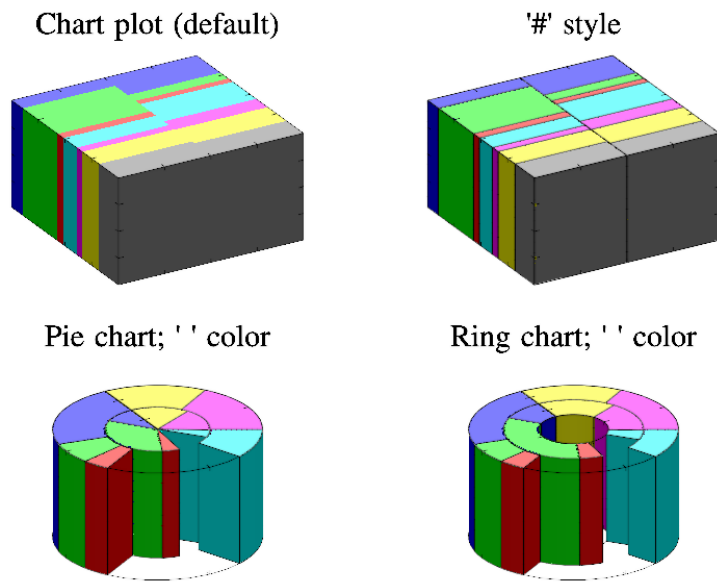 Chart plot (default)
'#' style
Pie chart; ' ' color
Ring chart; ' ' color